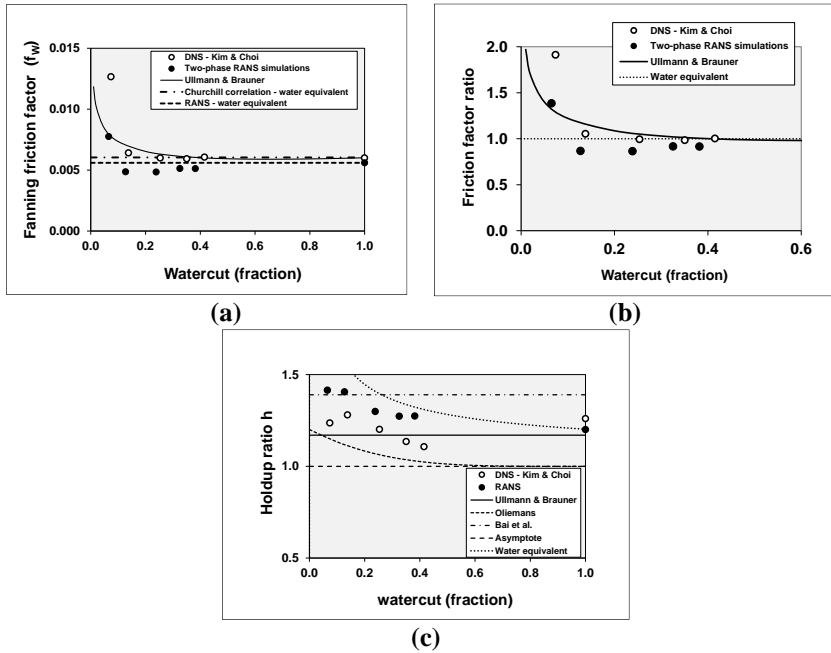 0.015
0.010
0.005
0.000
Fanning friction factor (fw)
DNS - Kim & Choi
Two-phase RANS simulations
Ullmann & Brauner
Churchill correlation - water equivalent
RANS - water equivalent
0.0 0.2 0.4 0.6 0.8 1.0
Watercut (fraction)
(a)
DNS - Kim & Choi
Two-phase RANS simulations
Ullmann & Brauner
Water equivalent
2.0
1.5
1.0
0.5
0.0
Friction factor ratio
0.0 0.2 0.4 0.6
Watercut (fraction)
(b)
1.5
1.0
0.5
Holdup ratio h
DNS - Kim & Choi
RANS
Ullmann & Brauner
Oliemans
Bai et al.
Asymptote
Water equivalent
0.0 0.2 0.4 0.6 0.8 1.0
watercut (fraction)
(c)